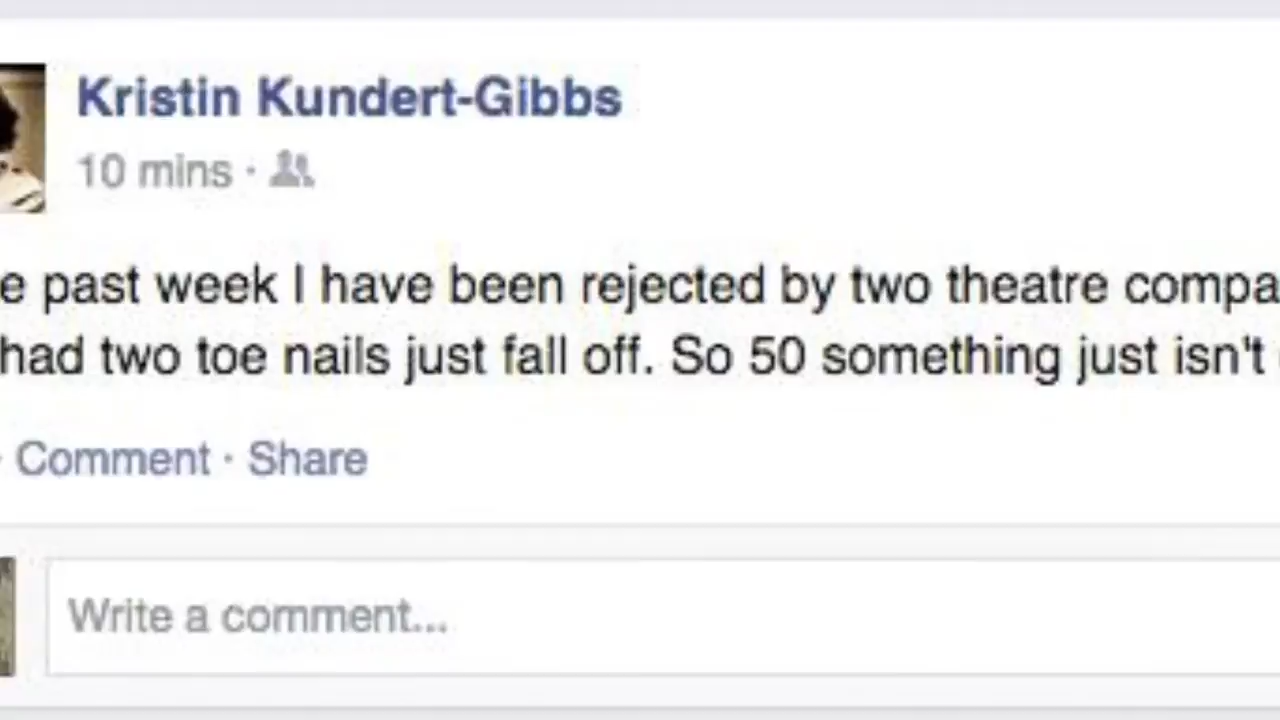 Kristin Kundert-Gibbs
10 mins ·
past week I have been rejected by two theatre
had two toe nails just fall off. So 50 something just isn't
· Comment · Share
Write a comment...